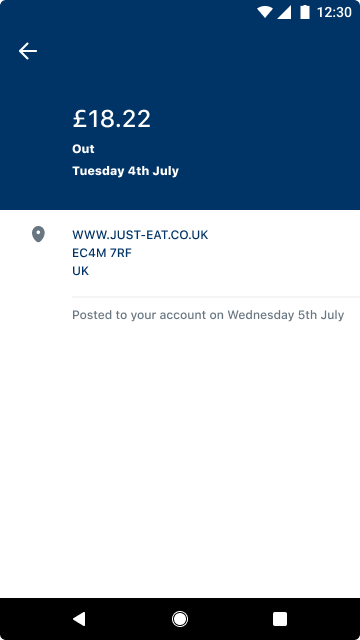 12:30
£18.22
Out
Tuesday 4th July
WWW.JUST-EAT.CO.UK
EC4M 7RF
UK
Posted to your account on Wednesday 5th July